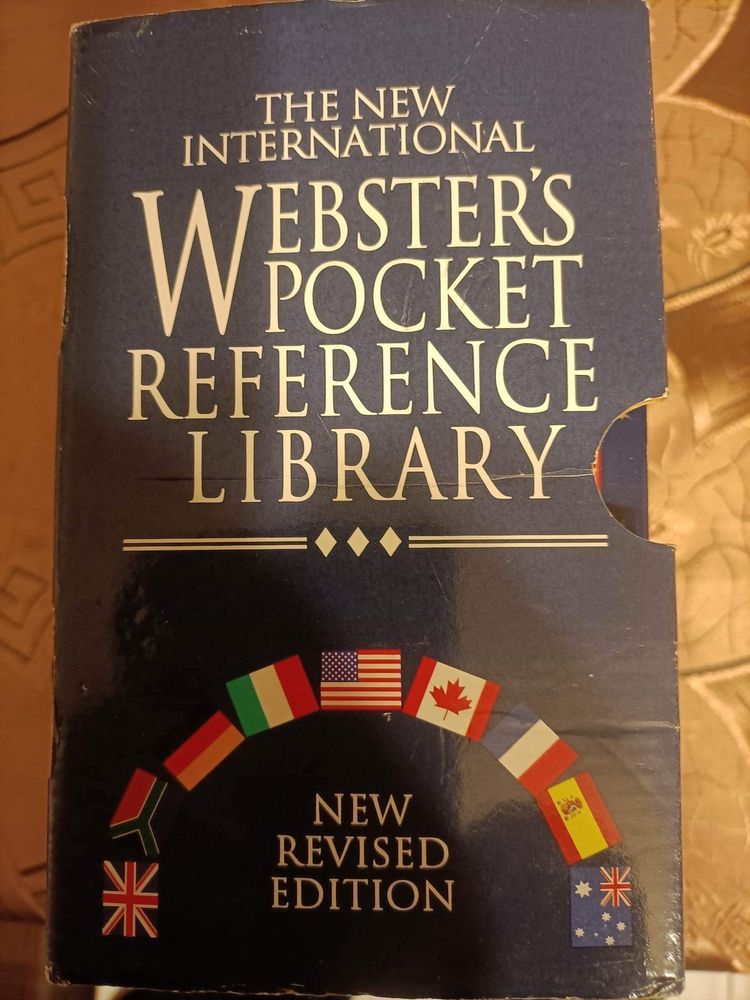 THE NEW
INTERNATIONAL
WEBSTER'S
POCKET
REFERENCE
LIBRARY
NEW
REVISED
EDITION